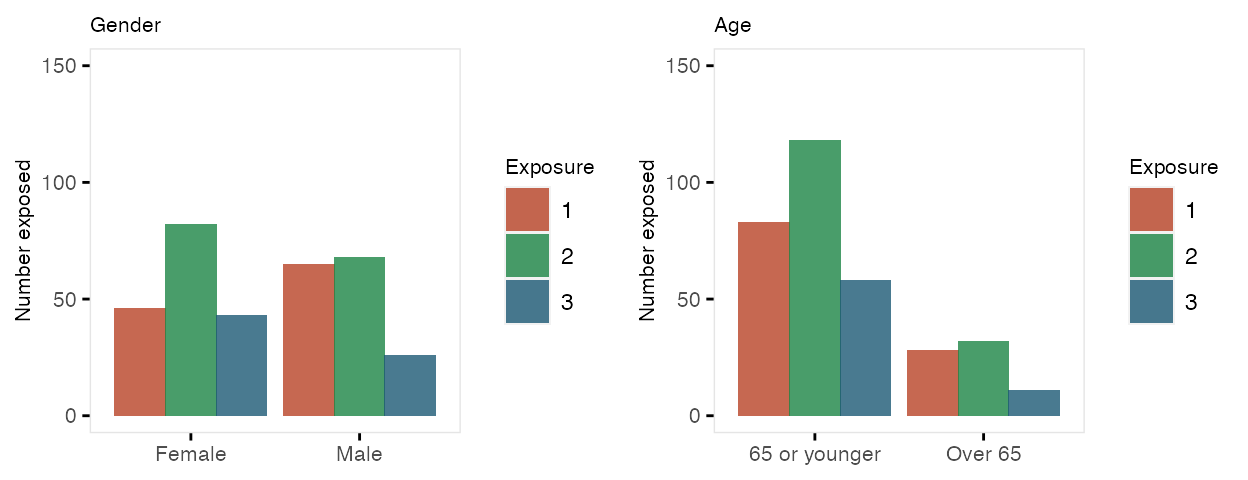 Gender
150
100
50
0
Number exposed
Female
Male
Exposure
1
2
3
Age
150
100
50
0
Number exposed
65 or younger
Over 65
Exposure
1
2
3